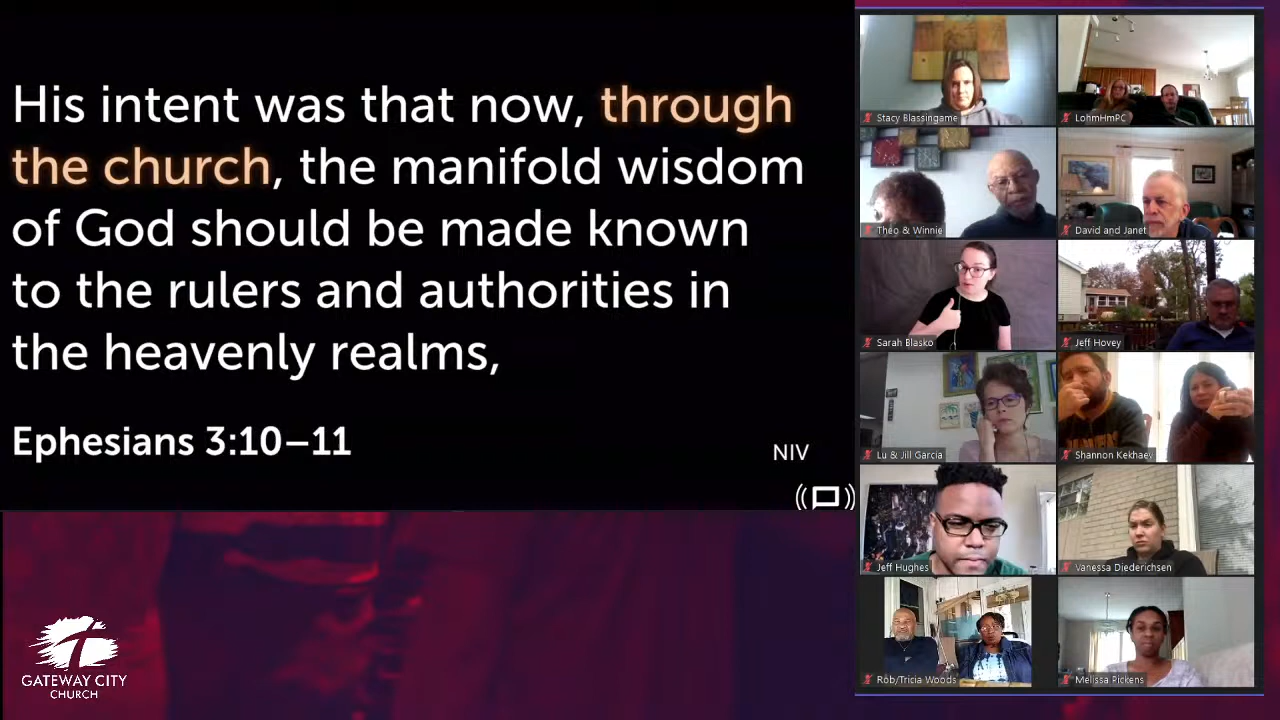 His intent was that now, through
the church, the manifold wisdom
of God should be made known
to the rulers and authorities in
the heavenly realms,
Ephesians 3:10–11
NIV
GATEWAY CITY
CHURCH
Stacy Blassingame
LohmHmPC
Theo & Winnie
David and Janet
Sarah Blasko
Jeff Hovey
Lu & Jill Garcia
Shannon Kekhaev
Jeff Hughes
Vanessa Diederichsen
Rob/Tricia Woods
Melissa Pickens